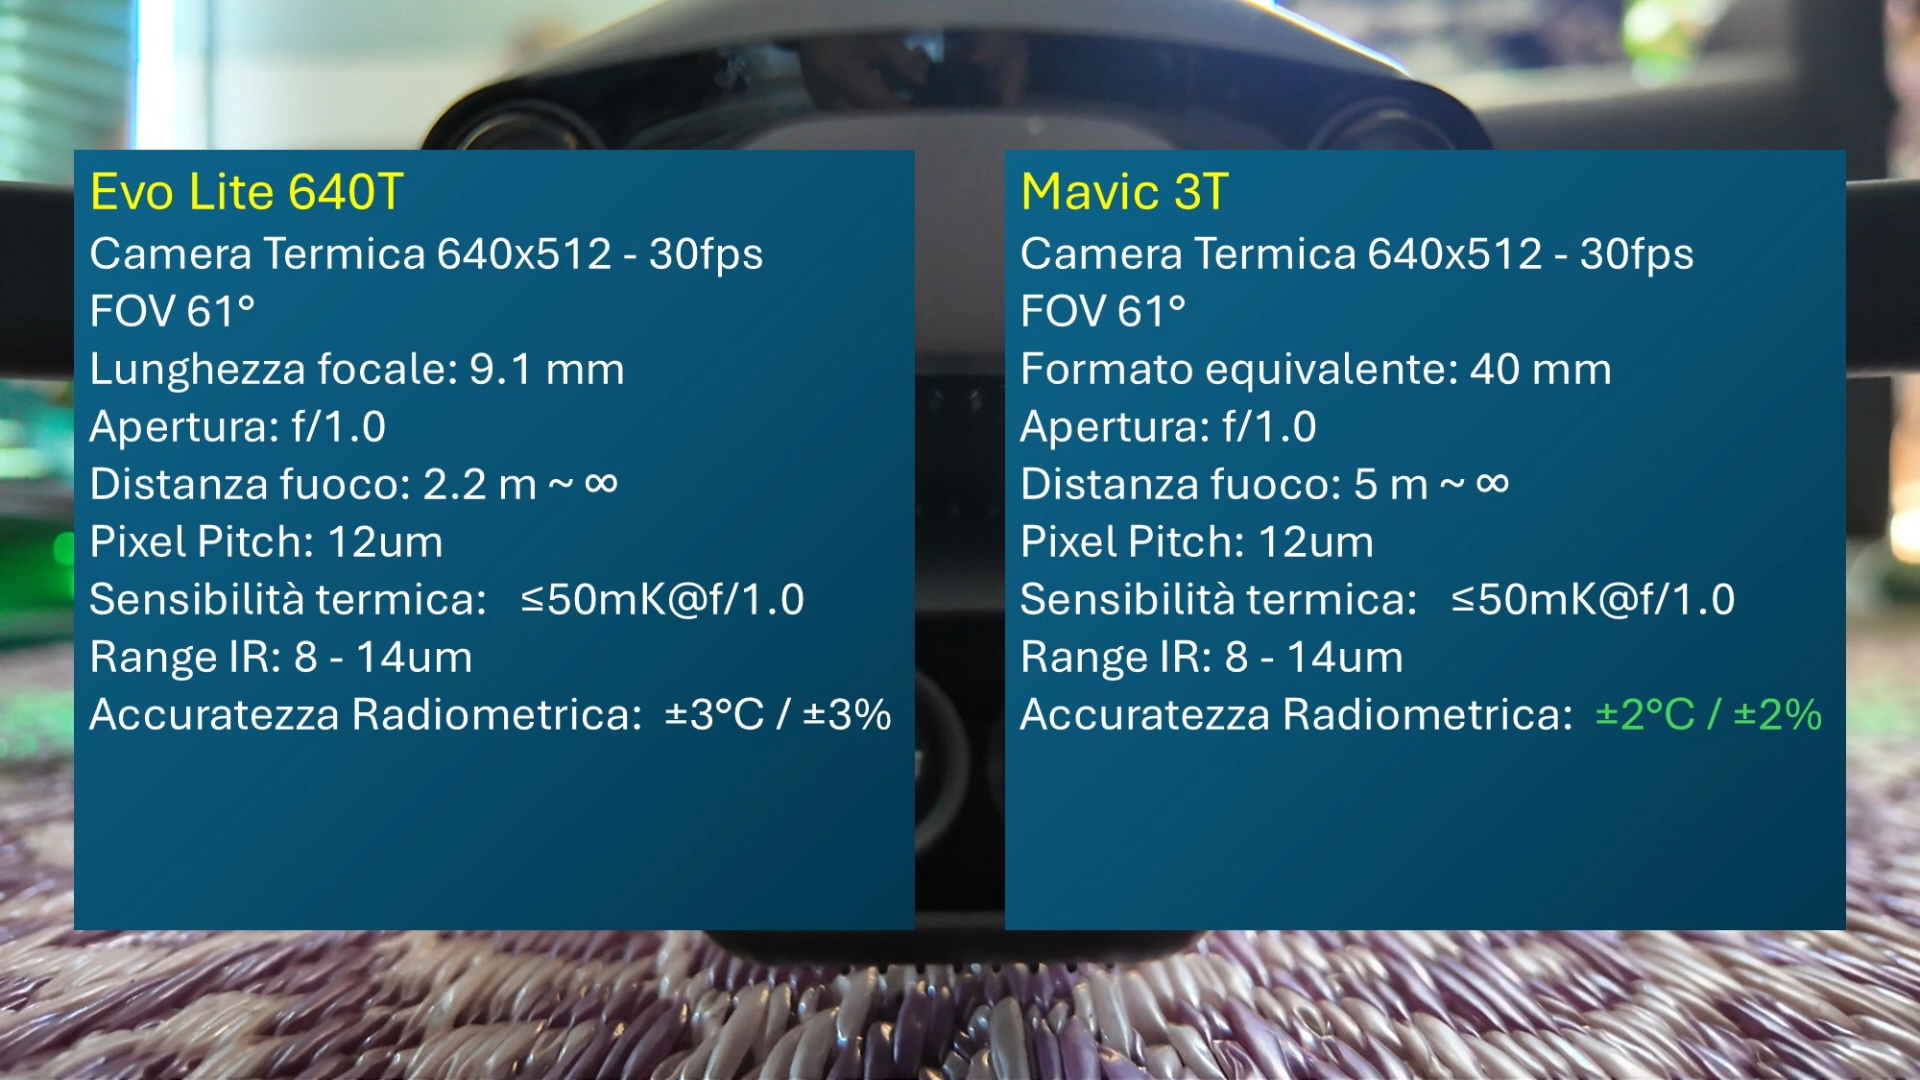 Evo Lite 640T
Camera Termica 640x512 - 30fps
FOV 61°
Lunghezza focale: 9.1 mm
Apertura: f/1.0
Distanza fuoco: 2.2 m ~ ∞
Pixel Pitch: 12um
Sensibilità termica: ≤50mK@f/1.0
Range IR: 8 - 14um
Accuratezza Radiometrica: ±3°C / ±3%
Mavic 3T
Camera Termica 640x512 - 30fps
FOV 61°
Formato equivalente: 40 mm
Apertura: f/1.0
Distanza fuoco: 5 m ~ ∞
Pixel Pitch: 12um
Sensibilità termica: ≤50mK@f/1.0
Range IR: 8 - 14um
Accuratezza Radiometrica: ±2°C / ±2%